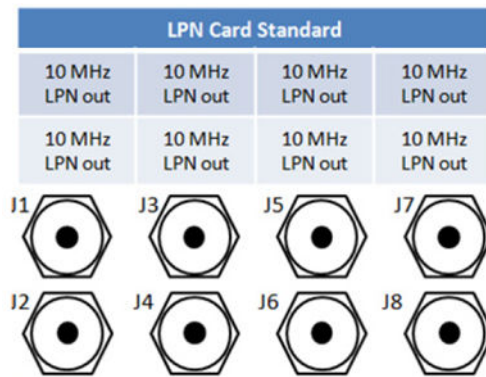 LPN Card Standard
10 MHz 10 MHz 10 MHz 10 MHz
LPN out LPN out LPN out LPN out
10 MHz 10 MHz 10 MHz 10 MHz
LPN out LPN out LPN out LPN out
J1 J3 J5 J7
J2 J4 J6 J8